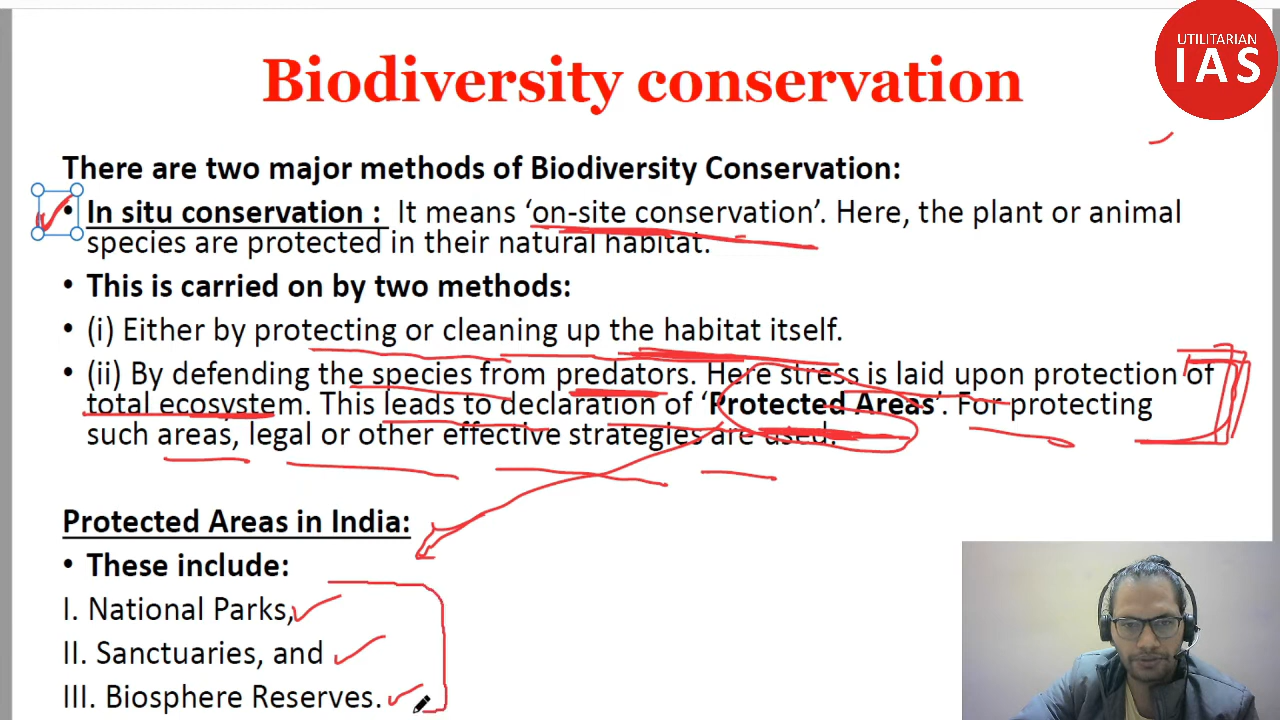 UTILITARIAN
IAS
Biodiversity conservation
There are two major methods of Biodiversity Conservation:
• In situ conservation : It means ‘on-site conservation’. Here, the plant or animal
species are protected in their natural habitat.
• This is carried on by two methods:
• (i) Either by protecting or cleaning up the habitat itself.
• (ii) By defending the species from predators. Here stress is laid upon protection of
total ecosystem. This leads to declaration of ‘Protected Areas’. For protecting
such areas, legal or other effective strategies are used.
Protected Areas in India:
• These include:
I. National Parks,
II. Sanctuaries, and
III. Biosphere Reserves.